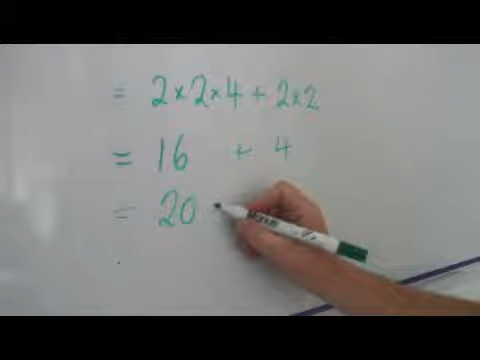 = 2×2×4 + 2×2
= 16 + 4
= 20